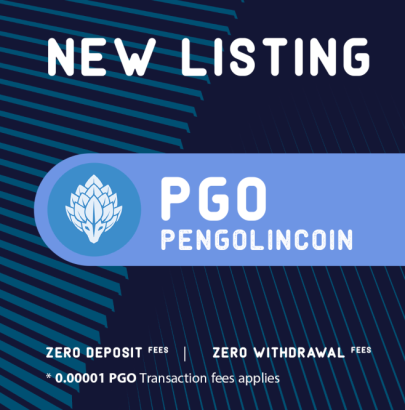 NEW LISTING
PGO
PENGOLINCOIN
ZERO DEPOSIT FEES | ZERO WITHDRAWAL FEES
* 0.00001 PGO Transaction fees applies